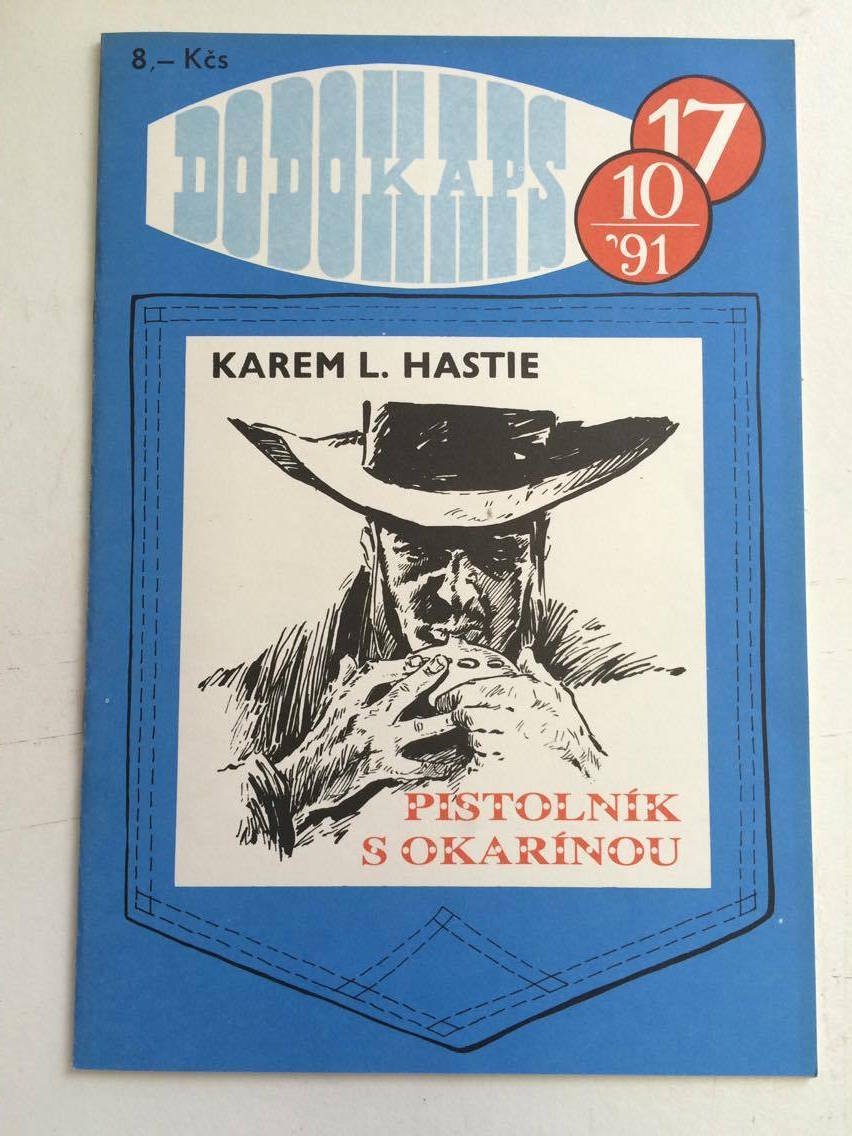 8,– Kčs
DODOKAPS
17
10
'91
KAREM L. HASTIE
PISTOLNÍK
S OKARÍNOU